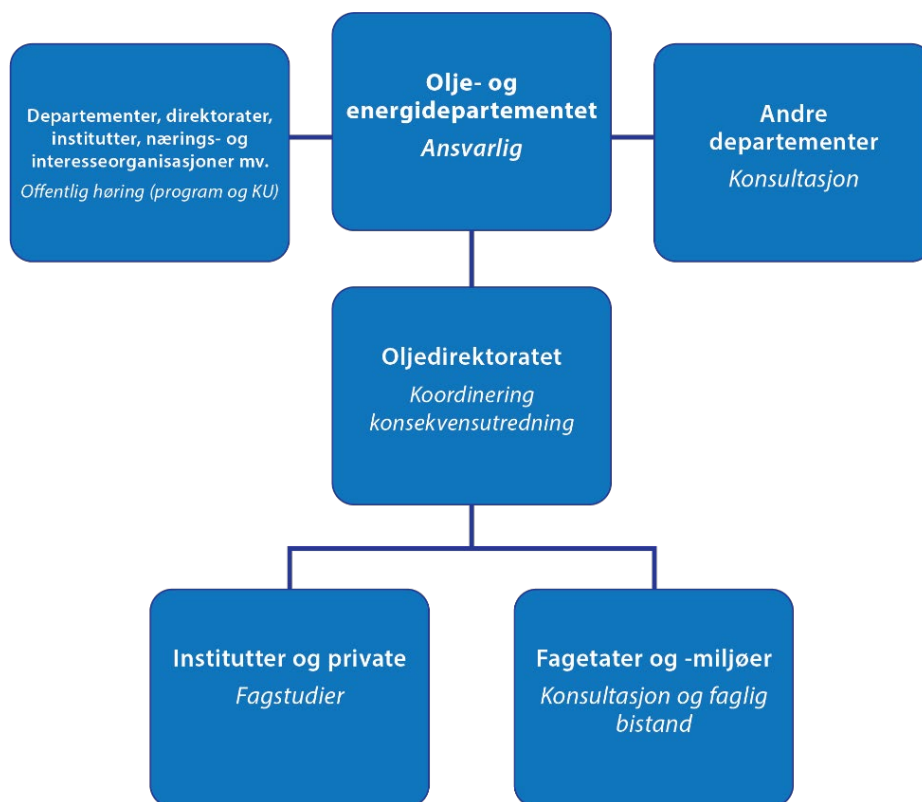 Departementer, direktorater,
institutter, nærings- og
interesseorganisasjoner mv.
Offentlig høring (program og KU)
Olje- og
energidepartementet
Ansvarlig
Andre
departementer
Konsultasjon
Oljedirektoratet
Koordinering
konsekvensutredning
Institutter og private
Fagstudier
Fagetater og -miljøer
Konsultasjon og faglig
bistand